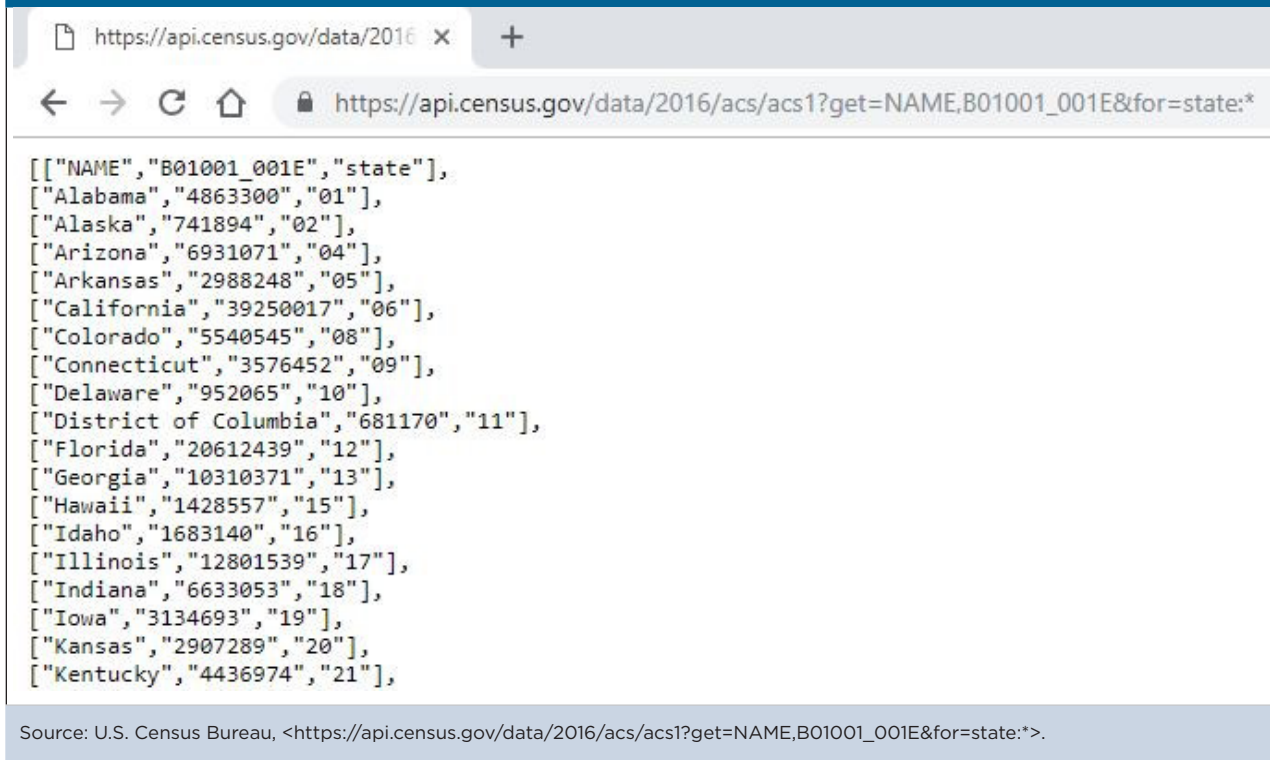 https://api.census.gov/data/2016 × +
https://api.census.gov/data/2016/acs/acs1?get=NAME,B01001_001E&for=state:*
[["NAME","B01001_001E","state"],
["Alabama","4863300","01"],
["Alaska","741894","02"],
["Arizona","6931071","04"],
["Arkansas","2988248","05"],
["California","39250017","06"],
["Colorado","5540545","08"],
["Connecticut","3576452","09"],
["Delaware","952065","10"],
["District of Columbia","681170","11"],
["Florida","20612439","12"],
["Georgia","10310371","13"],
["Hawaii","1428557","15"],
["Idaho","1683140","16"],
["Illinois","12801539","17"],
["Indiana","6633053","18"],
["Iowa","3134693","19"],
["Kansas","2907289","20"],
["Kentucky","4436974","21"],
Source: U.S. Census Bureau, <https://api.census.gov/data/2016/acs/acs1?get=NAME,B01001_001E&for=state:*>.